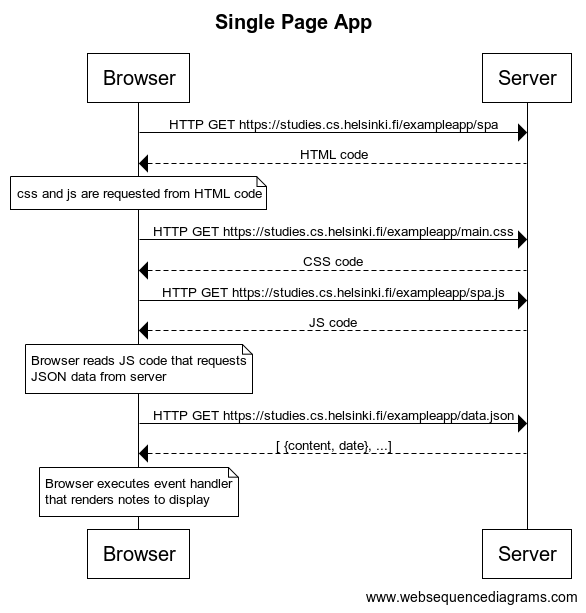 Single Page App
Browser
Server
HTTP GET https://studies.cs.helsinki.fi/exampleapp/spa
HTML code
css and js are requested from HTML code
HTTP GET https://studies.cs.helsinki.fi/exampleapp/main.css
CSS code
HTTP GET https://studies.cs.helsinki.fi/exampleapp/spa.js
JS code
Browser reads JS code that requests
JSON data from server
HTTP GET https://studies.cs.helsinki.fi/exampleapp/data.json
[ {content, date}, ...]
Browser executes event handler
that renders notes to display
Browser
Server
www.websequencediagrams.com